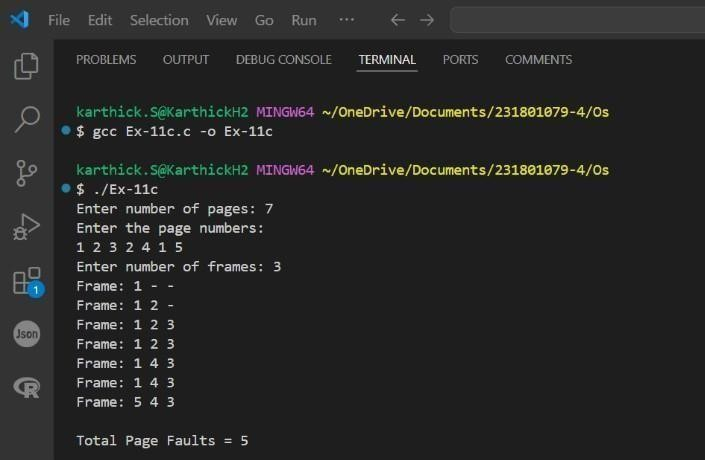 File Edit Selection View Go Run ···
PROBLEMS OUTPUT DEBUG CONSOLE TERMINAL PORTS COMMENTS
karthick.S@KarthickH2 MINGW64 ~/OneDrive/Documents/231801079-4/Os
$ gcc Ex-11c.c -o Ex-11c
karthick.S@KarthickH2 MINGW64 ~/OneDrive/Documents/231801079-4/Os
$ ./Ex-11c
Enter number of pages: 7
Enter the page numbers:
1 2 3 2 4 1 5
Enter number of frames: 3
Frame: 1 - -
Frame: 1 2 -
Frame: 1 2 3
Frame: 1 2 3
Frame: 1 4 3
Frame: 1 4 3
Frame: 5 4 3
Total Page Faults = 5
1
Json
R